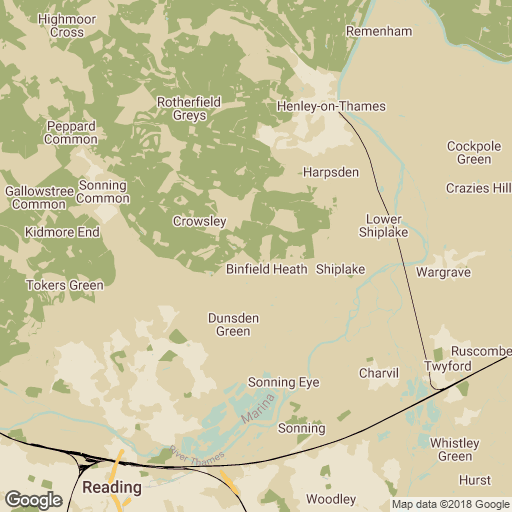 Highmoor
Cross
Remenham
Rotherfield
Greys
Henley-on-Thames
Peppard
Common
Cockpole
Green
Harpsden
Gallowstree
Common
Sonning
Common
Crazies Hill
Crowsley
Lower
Shiplake
Kidmore End
Binfield Heath
Shiplake
Wargrave
Tokers Green
Dunsden
Green
Ruscombe
Twyford
Charvil
Sonning Eye
Marina
Sonning
River Thames
Whistley
Green
Reading
Hurst
Woodley
Google
Map data ©2018 Google